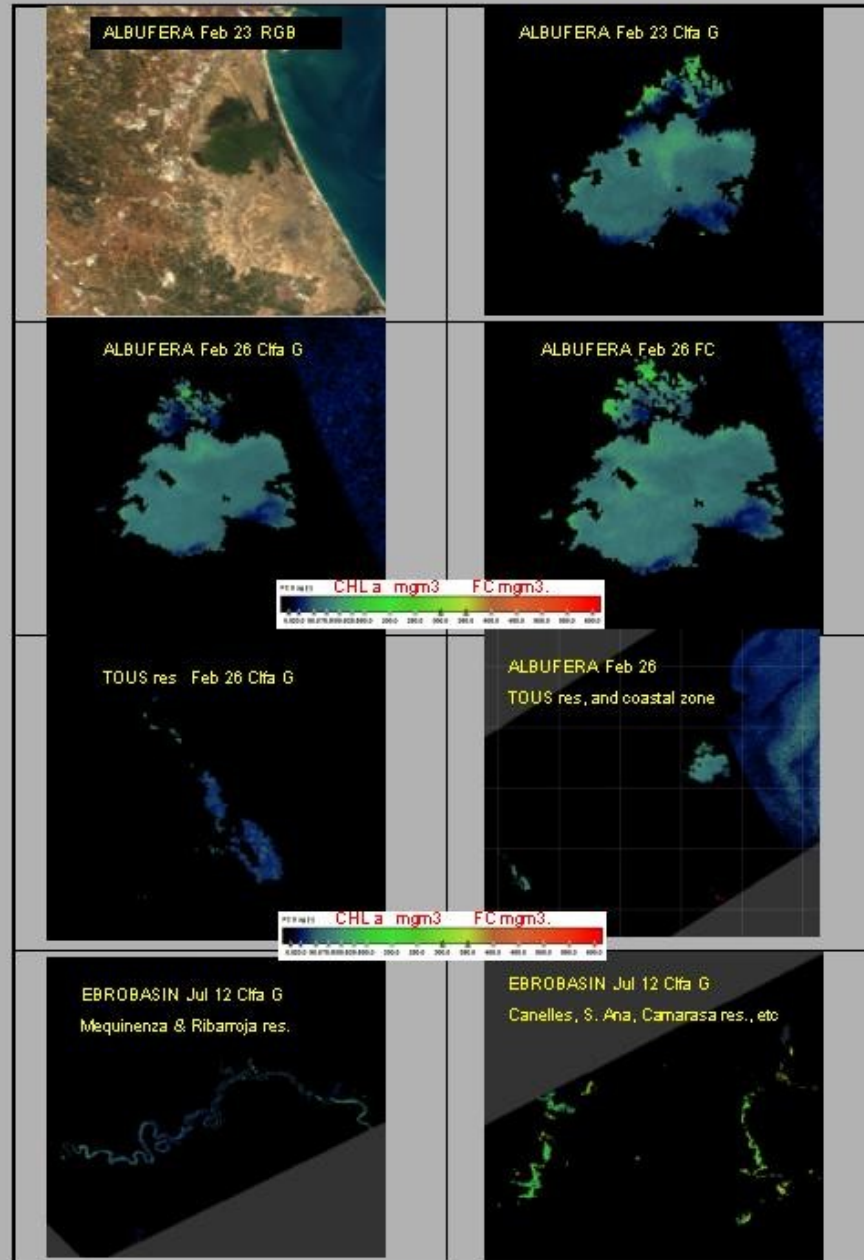 ALBUFERA Feb 23 RGB
ALBUFERA Feb 23 Clfa G
ALBUFERA Feb 26 Clfa G
ALBUFERA Feb 26 FC
CHL a mgm3 FC mgm3.
TOUS res Feb 26 Clfa G
ALBUFERA Feb 26
TOUS res, and coastal zone
CHL a mgm3 FC mgm3.
EBROBASIN Jul 12 Clfa G
Mequinenza & Ribarroja res.
EBROBASIN Jul 12 Clfa G
Canelles, S. Ana, Camarasa res., etc